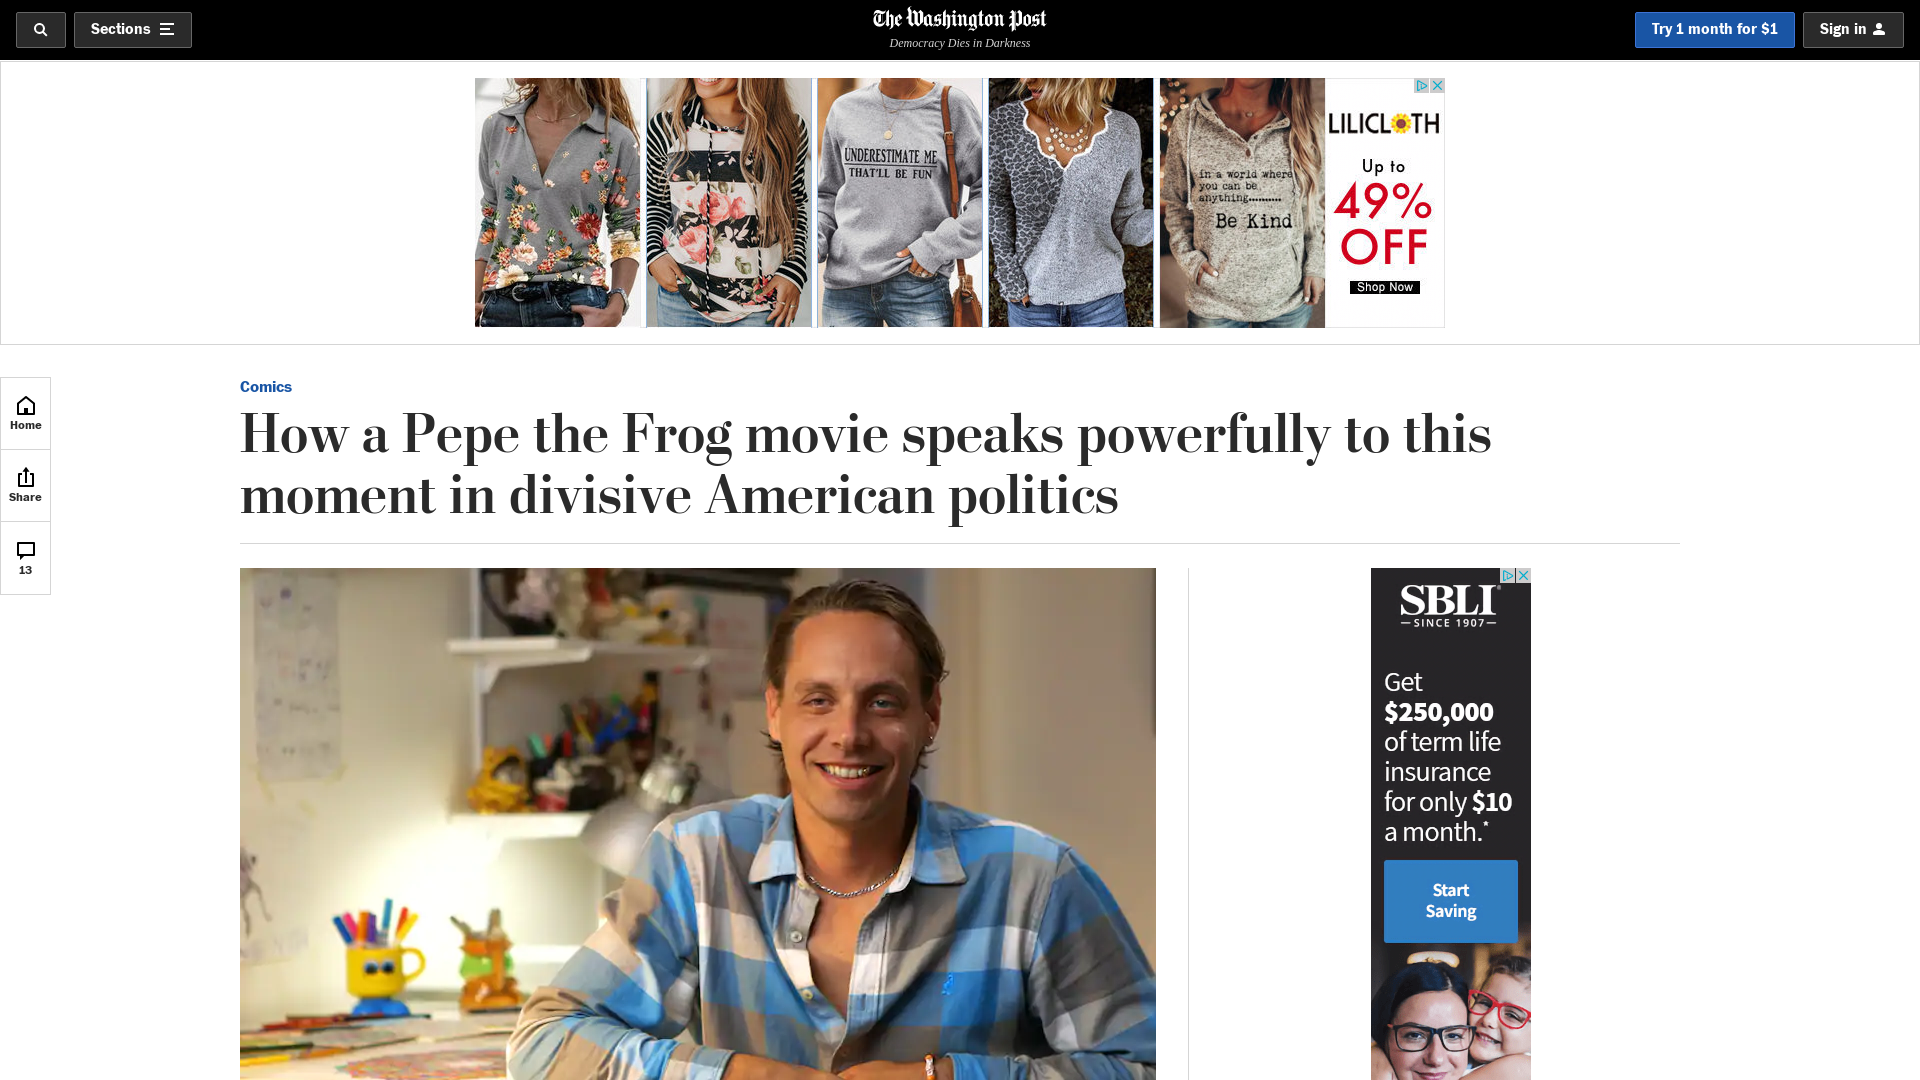 Sections
The Washington Post
Democracy Dies in Darkness
Try 1 month for $1
Sign in
UNDERESTIMATE ME
THAT'LL BE FUN
in a world where
you can be
anything..........
Be Kind
LILICLOTH
Up to
49%
OFF
Shop Now
Home
Share
13
Comics
How a Pepe the Frog movie speaks powerfully to this
moment in divisive American politics
SBLI
SINCE 1907
Get
$250,000
of term life
insurance
for only $10
a month.*
Start
Saving